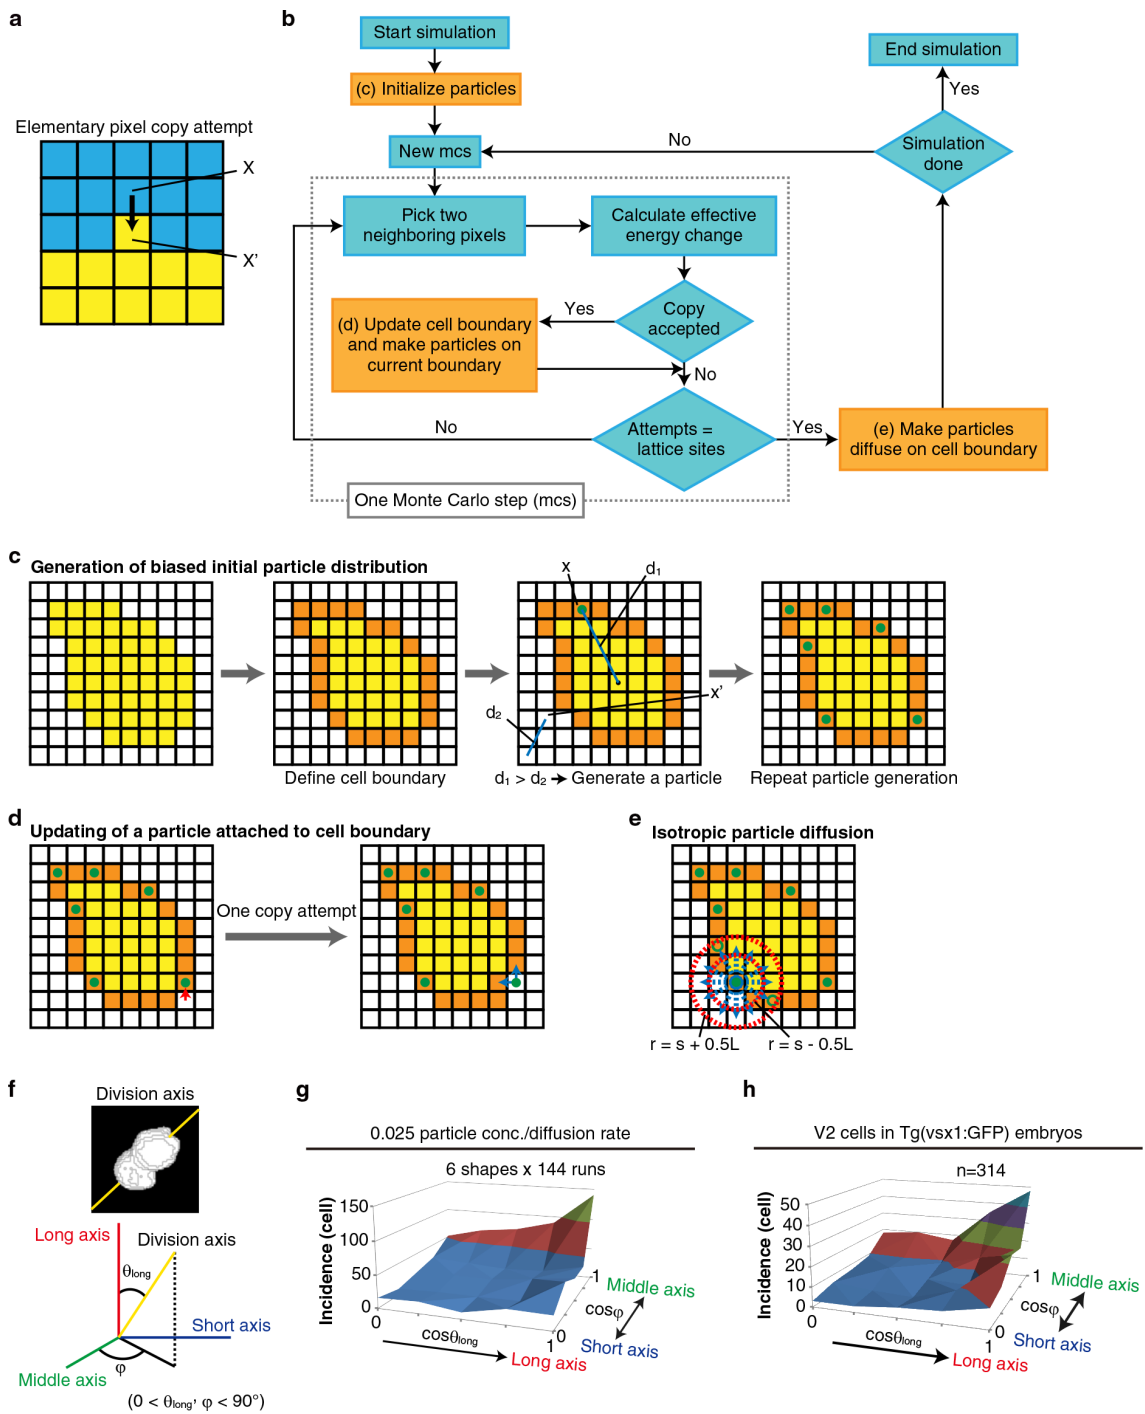 a
Elementary pixel copy attempt
X
X'
b
Start simulation
(c) Initialize particles
New mcs
Pick two
neighboring pixels
Calculate effective
energy change
Copy
accepted
Yes
No
(d) Update cell boundary
and make particles on
current boundary
Attempts =
lattice sites
No
Yes
One Monte Carlo step (mcs)
(e) Make particles
diffuse on cell boundary
Simulation
done
No
Yes
End simulation
c
Generation of biased initial particle distribution
Define cell boundary
x
d₁
x'
d₂
d₁ > d₂ → Generate a particle
Repeat particle generation
d
Updating of a particle attached to cell boundary
One copy attempt
e
Isotropic particle diffusion
r = s + 0.5L
r = s - 0.5L
f
Division axis
Long axis
Division axis
θlong
Short axis
φ
Middle axis
(0 < θlong, φ < 90°)
g
0.025 particle conc./diffusion rate
6 shapes x 144 runs
Incidence (cell)
150
100
50
0
0
cosθlong
1
Long axis
0
cosφ
1
Middle axis
Short axis
h
V2 cells in Tg(vsx1:GFP) embryos
n=314
Incidence (cell)
50
40
30
20
10
0
0
cosθlong
1
Long axis
0
cosφ
1
Middle axis
Short axis